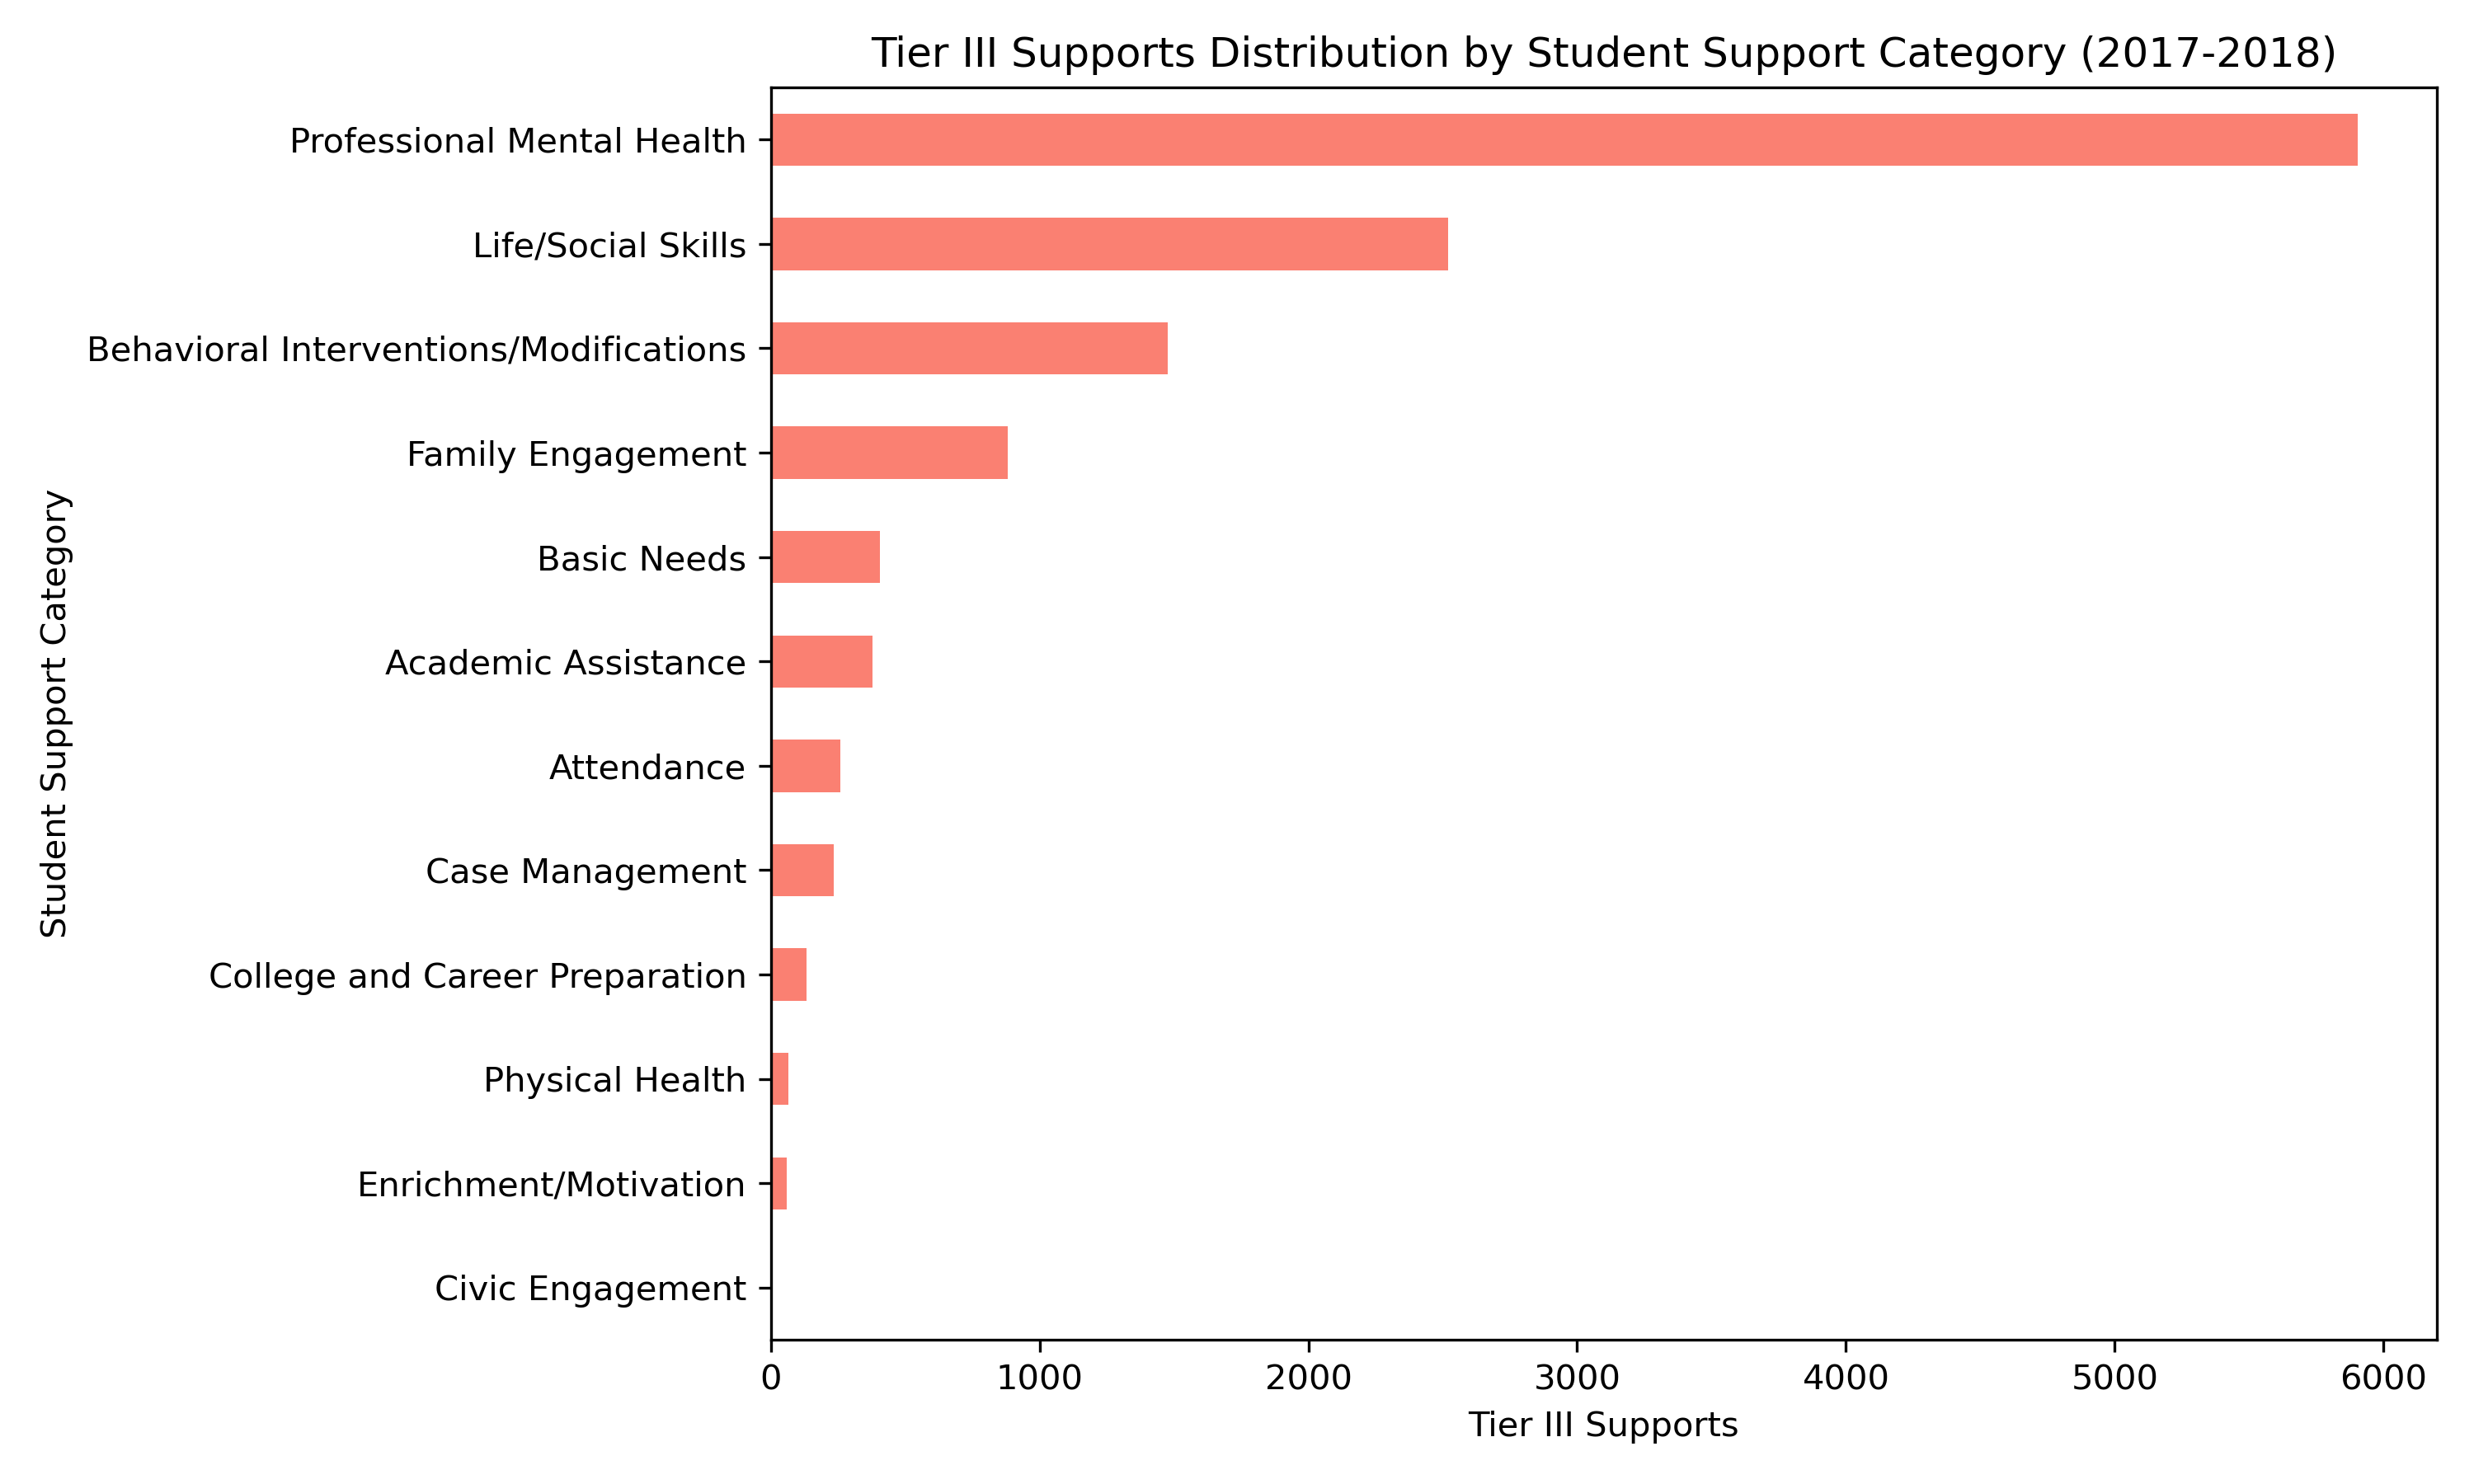 Tier III Supports Distribution by Student Support Category (2017-2018)
Student Support Category
Professional Mental Health
Life/Social Skills
Behavioral Interventions/Modifications
Family Engagement
Basic Needs
Academic Assistance
Attendance
Case Management
College and Career Preparation
Physical Health
Enrichment/Motivation
Civic Engagement
0 1000 2000 3000 4000 5000 6000
Tier III Supports